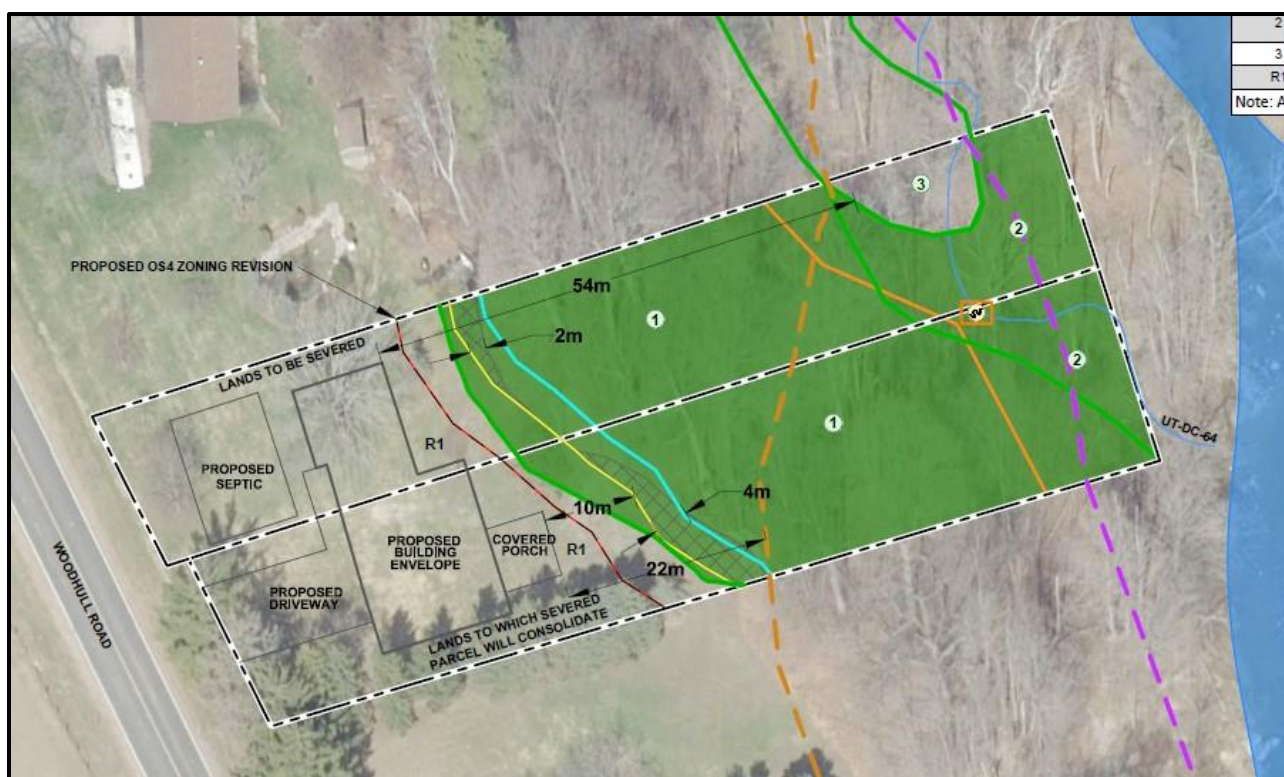 2
3
R1
Note: A
3
PROPOSED OS4 ZONING REVISION
2
54m
1
2m
LANDS TO BE SEVERED
2
1
R1
UT-DC-64
PROPOSED
SEPTIC
4m
10m
COVERED
PORCH
R1
PROPOSED
BUILDING
ENVELOPE
22m
WOODHULL ROAD
PROPOSED
DRIVEWAY
LANDS TO WHICH SEVERED
PARCEL WILL CONSOLIDATE